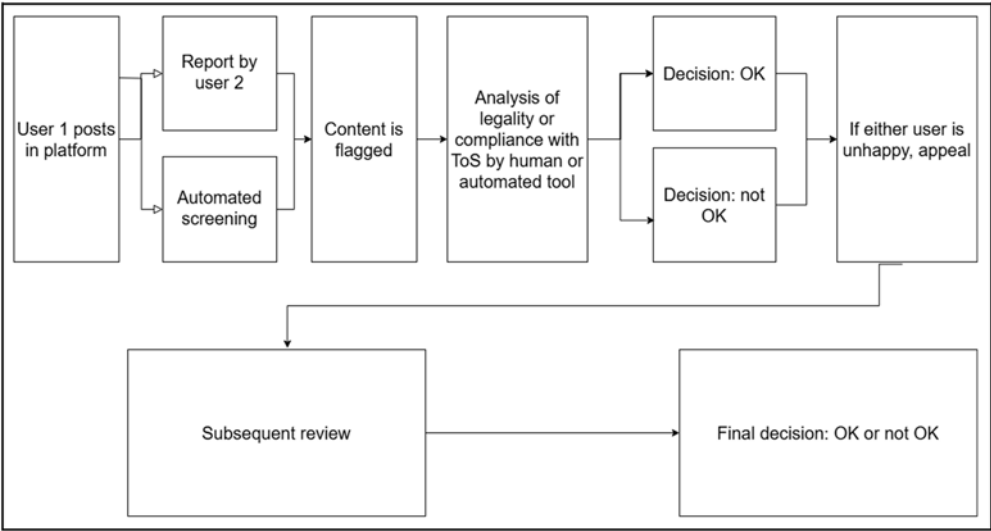 User 1 posts
in platform
Report by
user 2
Automated
screening
Content is
flagged
Analysis of
legality or
compliance with
ToS by human or
automated tool
Decision: OK
Decision: not
OK
If either user is
unhappy, appeal
Subsequent review
Final decision: OK or not OK